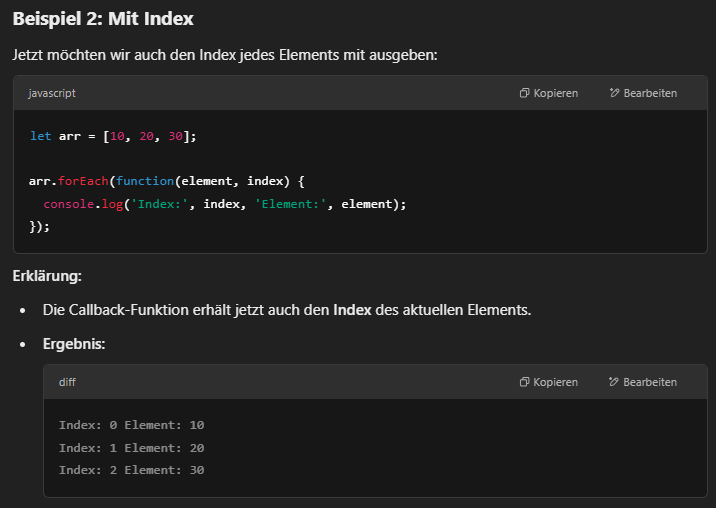 Beispiel 2: Mit Index
Jetzt möchten wir auch den Index jedes Elements mit ausgeben:
javascript Kopieren Bearbeiten
let arr = [10, 20, 30];
arr.forEach(function(element, index) {
  console.log('Index:', index, 'Element:', element);
});
Erklärung:
• Die Callback-Funktion erhält jetzt auch den Index des aktuellen Elements.
• Ergebnis:
diff Kopieren Bearbeiten
Index: 0 Element: 10
Index: 1 Element: 20
Index: 2 Element: 30